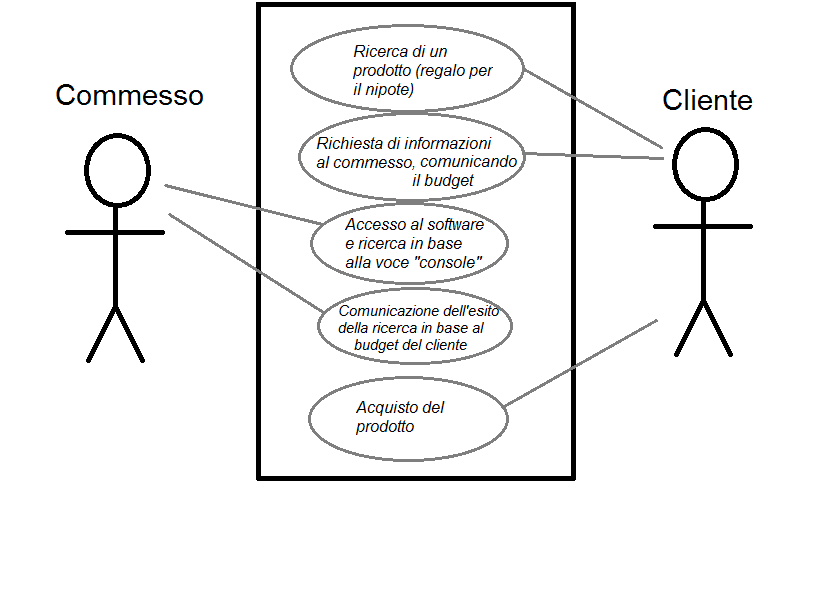 Commesso
Cliente
Ricerca di un
prodotto (regalo per
il nipote)
Richiesta di informazioni
al commesso, comunicando
il budget
Accesso al software
e ricerca in base
alla voce "console"
Comunicazione dell'esito
della ricerca in base al
budget del cliente
Acquisto del
prodotto